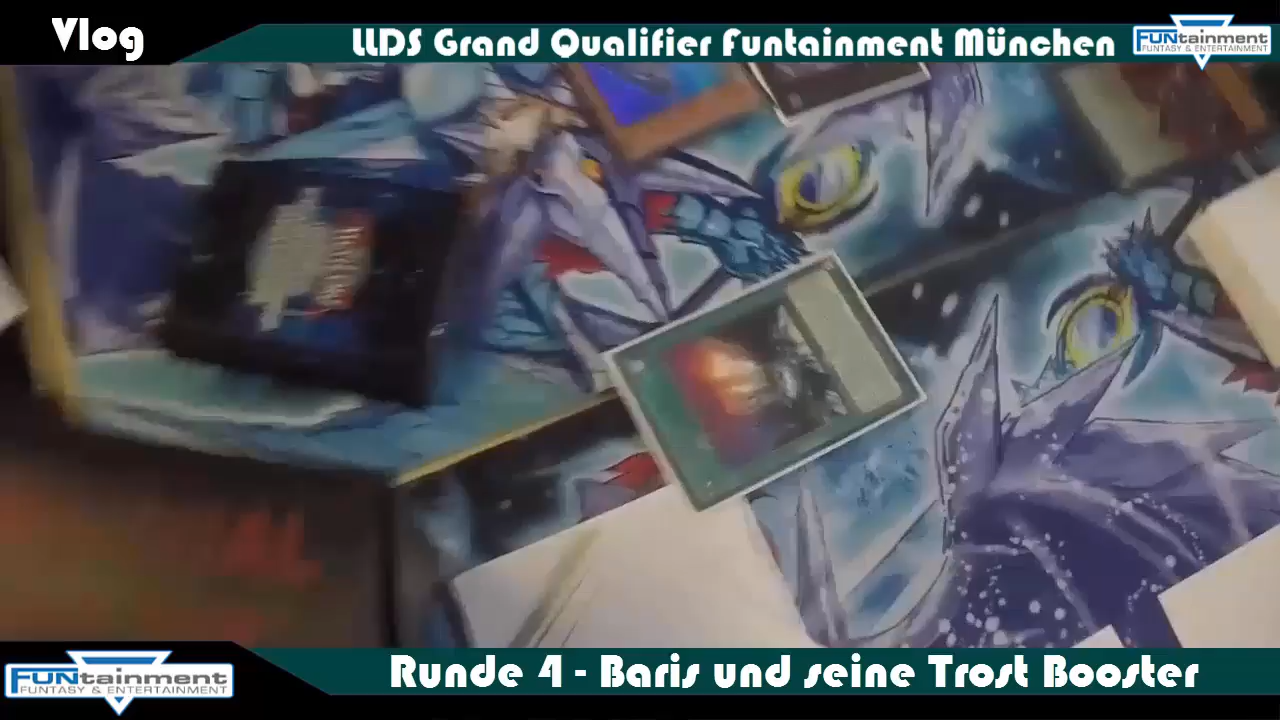 Vlog
LLDS Grand Qualifier Funtainment München
FUNtainment
FUNTASY & ENTERTAINMENT
FUNtainment
FUNTASY & ENTERTAINMENT
Runde 4 - Baris und seine Trost Booster